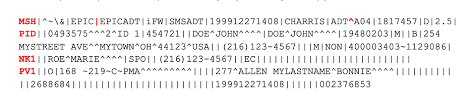 MSH|^~\&|EPIC|EPICADT|iFW|SMSADT|199912271408|CHARRIS|ADT^A04|1817457|D|2.5|
PID||0493575^^^2^ID 1|454721||DOE^JOHN^^^^|DOE^JOHN^^^^|19480203|M||B|254
MYSTREET AVE^^MYTOWN^OH^44123^USA||(216)123-4567|||M|NON|400003403~1129086|
NK1||ROE^MARIE^^^^|SPO||(216)123-4567||EC|||||||||||||||||||||||||||
PV1||O|168 ~219~C~PMA^^^^^^^^^||||277^ALLEN MYLASTNAME^BONNIE^^^^||||||||||
||2688684|||||||||||||||||||||||||199912271408||||||002376853